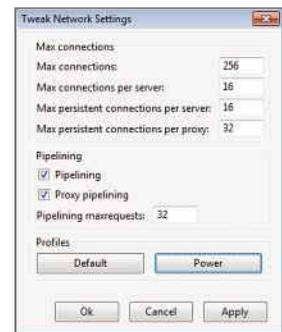 Tweak Network Settings
Max connections
Max connections: 256
Max connections per server: 16
Max persistent connections per server: 16
Max persistent connections per proxy: 32
Pipelining
Pipelining
Proxy pipelining
Pipelining maxrequests: 32
Profiles
Default Power
Ok Cancel Apply